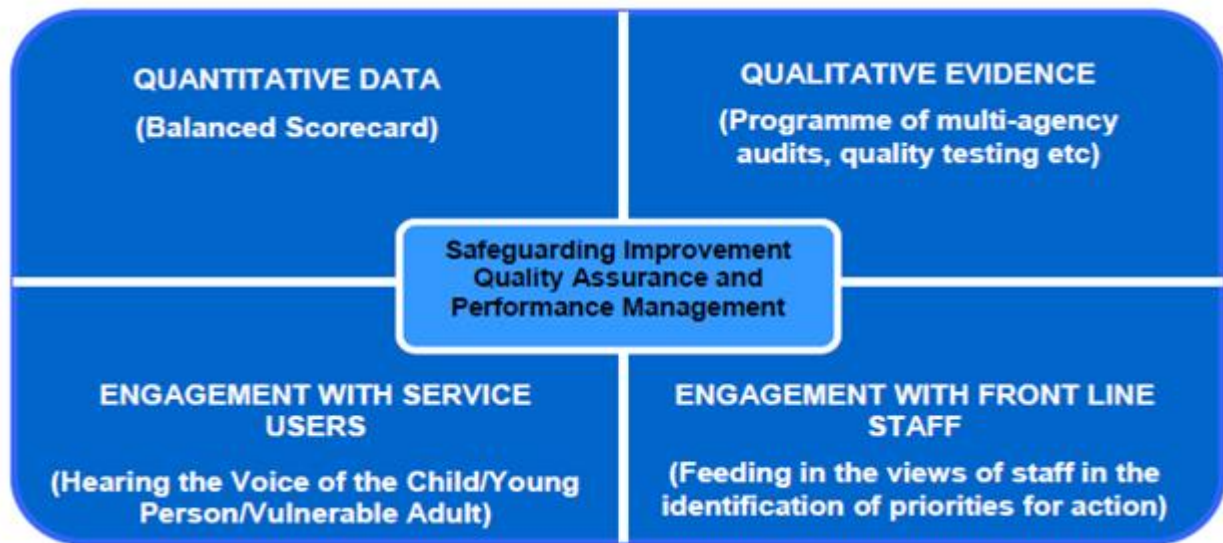 QUANTITATIVE DATA
(Balanced Scorecard)
QUALITATIVE EVIDENCE
(Programme of multi-agency
audits, quality testing etc)
Safeguarding Improvement
Quality Assurance and
Performance Management
ENGAGEMENT WITH SERVICE
USERS
(Hearing the Voice of the Child/Young
Person/Vulnerable Adult)
ENGAGEMENT WITH FRONT LINE
STAFF
(Feeding in the views of staff in the
identification of priorities for action)